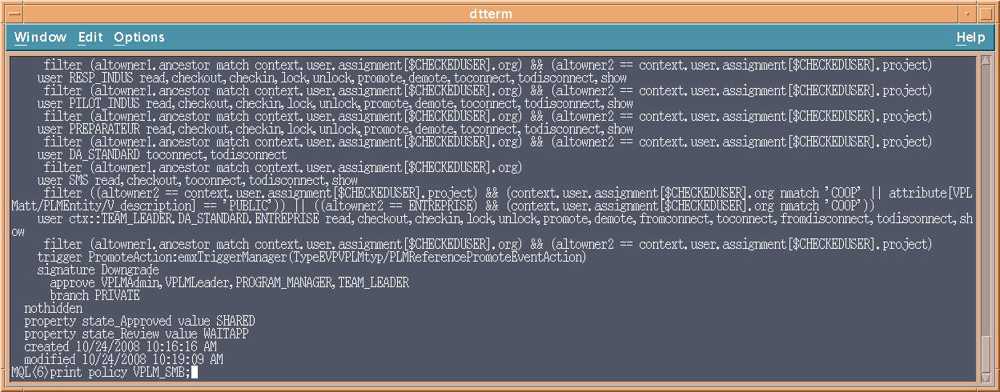 dtterm
Window Edit Options Help
filter (altowner1.ancestor match context.user.assignment[$CHECKEDUSER].org) && (altowner2 == context.user.assignment[$CHECKEDUSER].project)
user RESP_INDUS read,checkout,checkin,lock,unlock,promote,demote,toconnect,todisconnect,show
filter (altowner1.ancestor match context.user.assignment[$CHECKEDUSER].org) && (altowner2 == context.user.assignment[$CHECKEDUSER].project)
user PILOT_INDUS read,checkout,checkin,lock,unlock,promote,demote,toconnect,todisconnect,show
filter (altowner1.ancestor match context.user.assignment[$CHECKEDUSER].org) && (altowner2 == context.user.assignment[$CHECKEDUSER].project)
user PREPARATEUR read,checkout,checkin,lock,unlock,promote,demote,toconnect,todisconnect,show
filter (altowner1.ancestor match context.user.assignment[$CHECKEDUSER].org) && (altowner2 == context.user.assignment[$CHECKEDUSER].project)
user DA_STANDARD toconnect,todisconnect
filter (altowner1.ancestor match context.user.assignment[$CHECKEDUSER].org)
user SMS read,checkout,toconnect,todisconnect,show
filter ((altowner2 == context.user.assignment[$CHECKEDUSER].project) && (context.user.assignment[$CHECKEDUSER].org nmatch 'COOP' || attribute[VPL
Matt/PLMEntity/V_description] == 'PUBLIC')) || ((altowner2 == ENTREPRISE) && (context.user.assignment[$CHECKEDUSER].org nmatch 'COOP'))
user ctx::TEAM_LEADER.DA_STANDARD.ENTREPRISE read,checkout,checkin,lock,unlock,promote,demote,fromconnect,toconnect,fromdisconnect,todisconnect,sh
ow
filter (altowner1.ancestor match context.user.assignment[$CHECKEDUSER].org) && (altowner2 == context.user.assignment[$CHECKEDUSER].project)
trigger PromoteAction:emxTriggerManager(TypeEVPVPLMtyp/PLMReferencePromoteEventAction)
signature Downgrade
approve VPLMAdmin,VPLMLeader,PROGRAM_MANAGER,TEAM_LEADER
branch PRIVATE
nothidden
property state_Approved value SHARED
property state_Review value WAITAPP
created 10/24/2008 10:16:16 AM
modified 10/24/2008 10:19:09 AM
MQL<6>print policy VPLM_SMB;